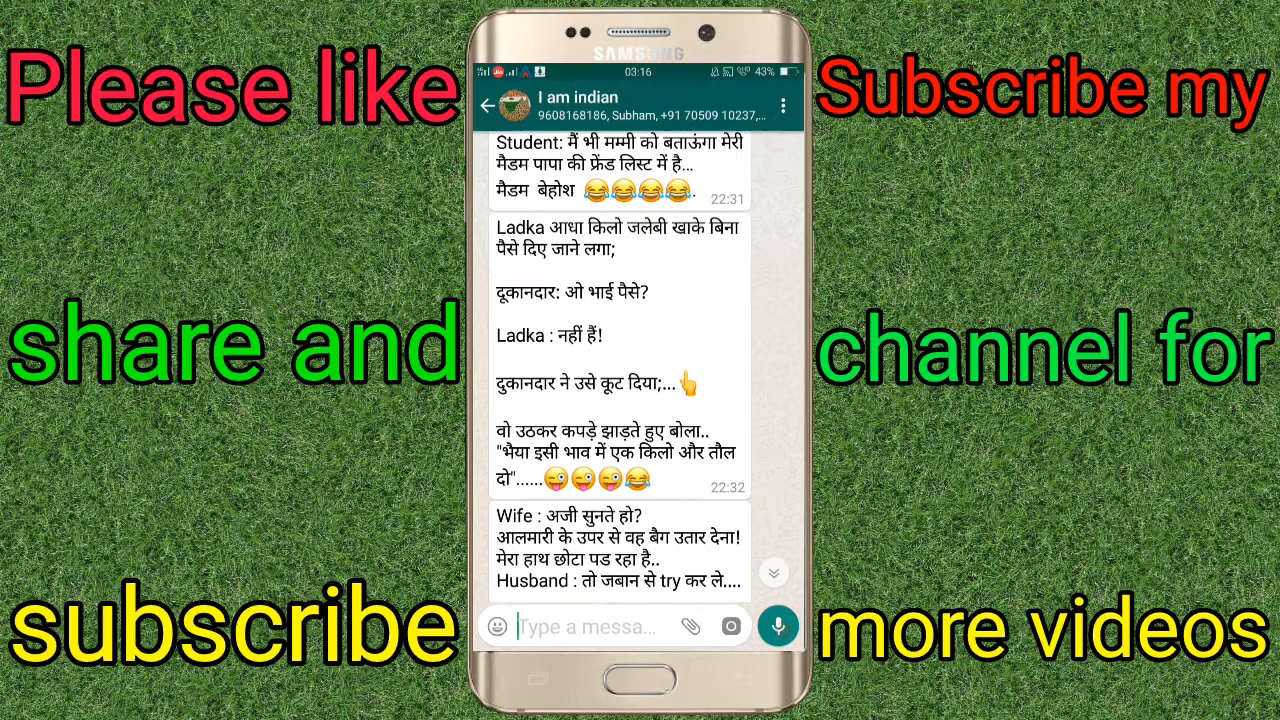 Please like
share and
subscribe
SAMSUNG
03:16
43%
I am indian
9608168186, Subham, +91 70509 10237,...
Student: मैं भी मम्मी को बताऊंगा मेरी
मैडम पापा की फ्रेंड लिस्ट में है...
मैडम बेहोश 😂😂😂😂.
22:31
Ladka आधा किलो जलेबी खाके बिना
पैसे दिए जाने लगा;
दूकानदार: ओ भाई पैसे?
Ladka : नहीं हैं!
दुकानदार ने उसे कूट दिया;...👆
वो उठकर कपड़े झाड़ते हुए बोला..
"भैया इसी भाव में एक किलो और तौल
दो"......😜😜😜😂
22:32
Wife : अजी सुनते हो?
आलमारी के उपर से वह बैग उतार देना!
मेरा हाथ छोटा पड रहा है..
Husband : तो जबान से try कर ले....
Type a messa...
Subscribe my
channel for
more videos